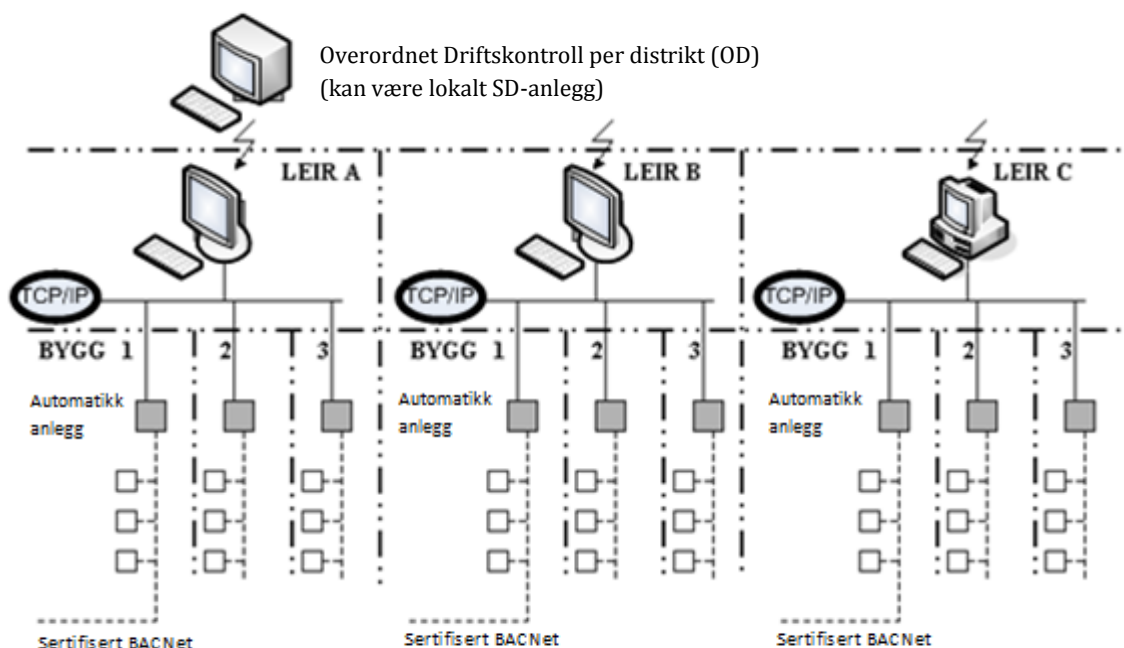 Overordnet Driftskontroll per distrikt (OD)
(kan være lokalt SD-anlegg)
LEIR A
LEIR B
LEIR C
TCP/IP
TCP/IP
TCP/IP
BYGG 1 2 3
BYGG 1 2 3
BYGG 1 2 3
Automatikk
anlegg
Automatikk
anlegg
Automatikk
anlegg
Sertifisert BACNet
Sertifisert BACNet
Sertifisert BACNet